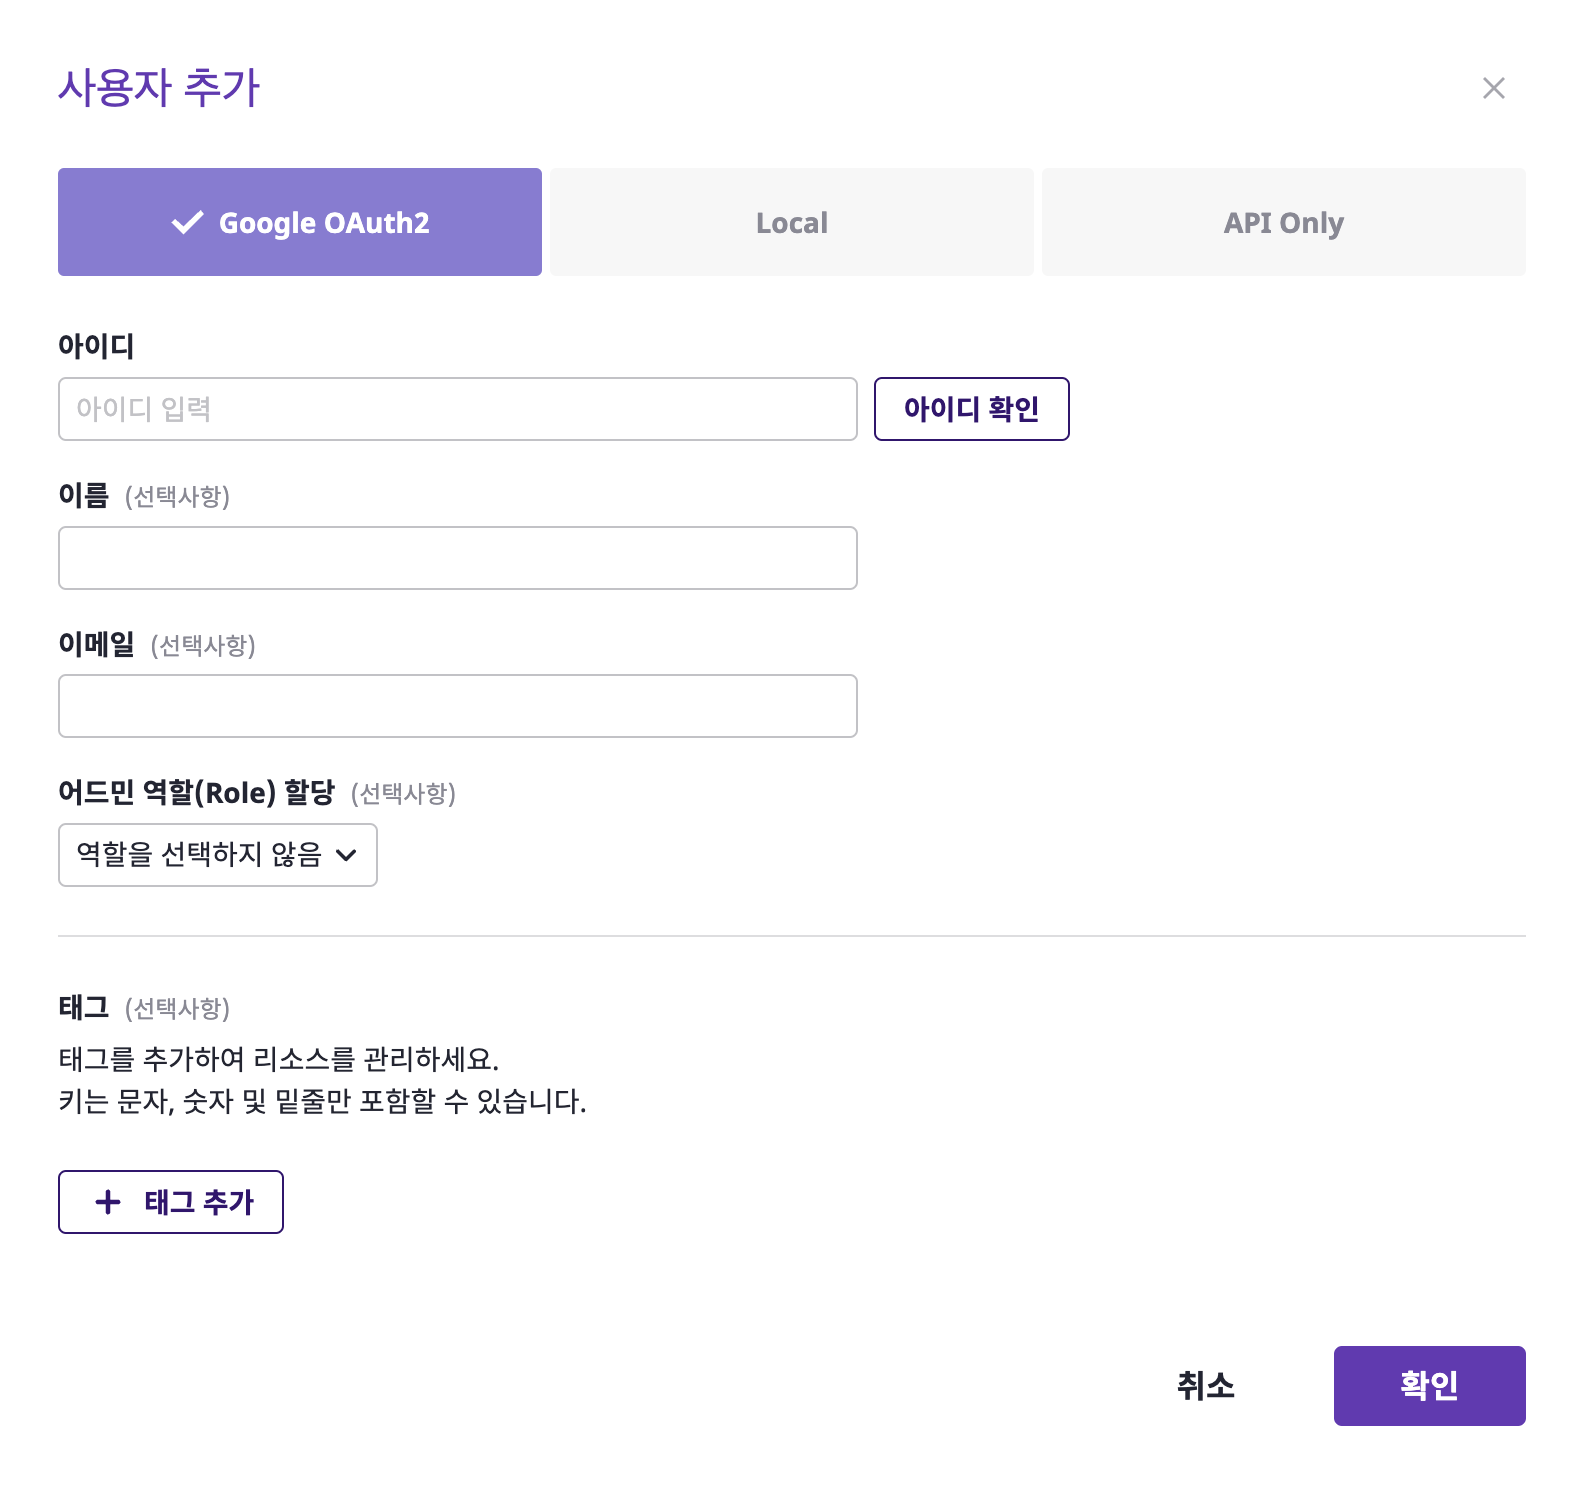 사용자 추가
Google OAuth2
Local
API Only
아이디
아이디 입력
아이디 확인
이름 (선택사항)
이메일 (선택사항)
어드민 역할(Role) 할당 (선택사항)
역할을 선택하지 않음
태그 (선택사항)
태그를 추가하여 리소스를 관리하세요.
키는 문자, 숫자 및 밑줄만 포함할 수 있습니다.
+ 태그 추가
취소
확인